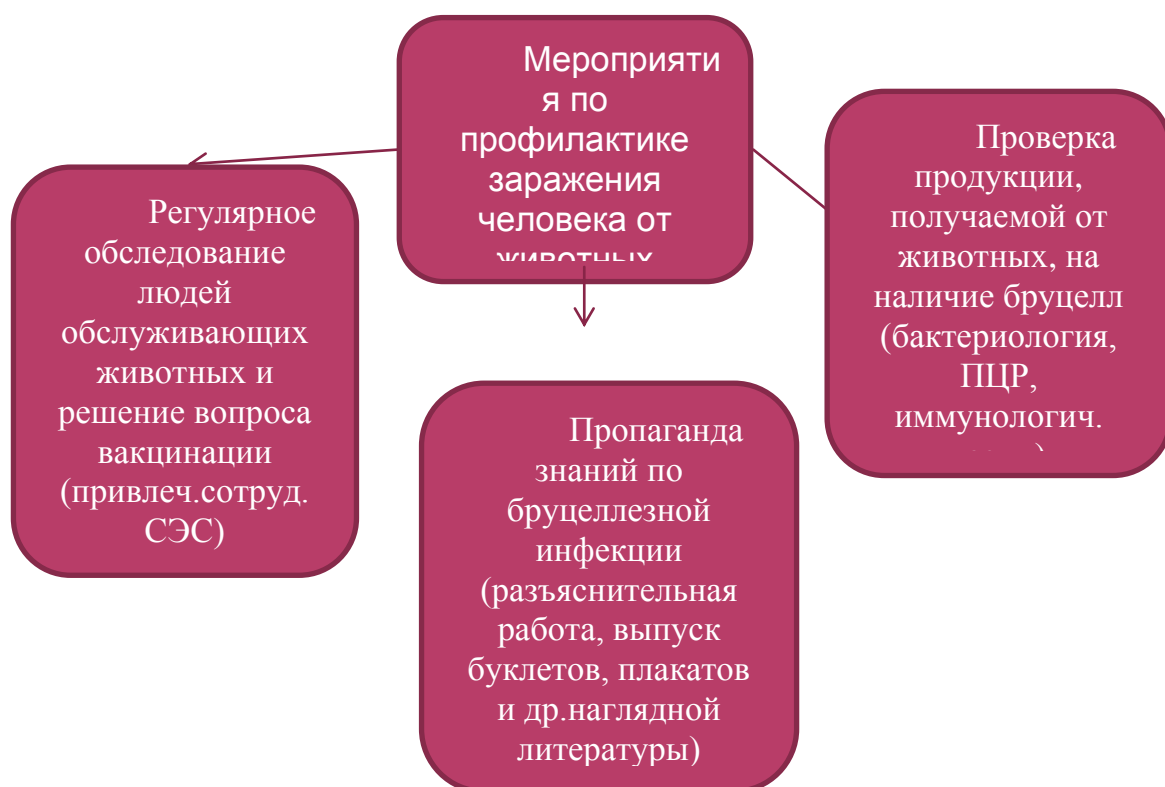 Мероприяти
я по
профилактике
заражения
человека от
животных
Регулярное
обследование
людей
обслуживающих
животных и
решение вопроса
вакцинации
(привлеч.сотруд.
СЭС)
Пропаганда
знаний по
бруцеллезной
инфекции
(разъяснительная
работа, выпуск
буклетов, плакатов
и др.наглядной
литературы)
Проверка
продукции,
получаемой от
животных, на
наличие бруцелл
(бактериология,
ПЦР,
иммунологич.